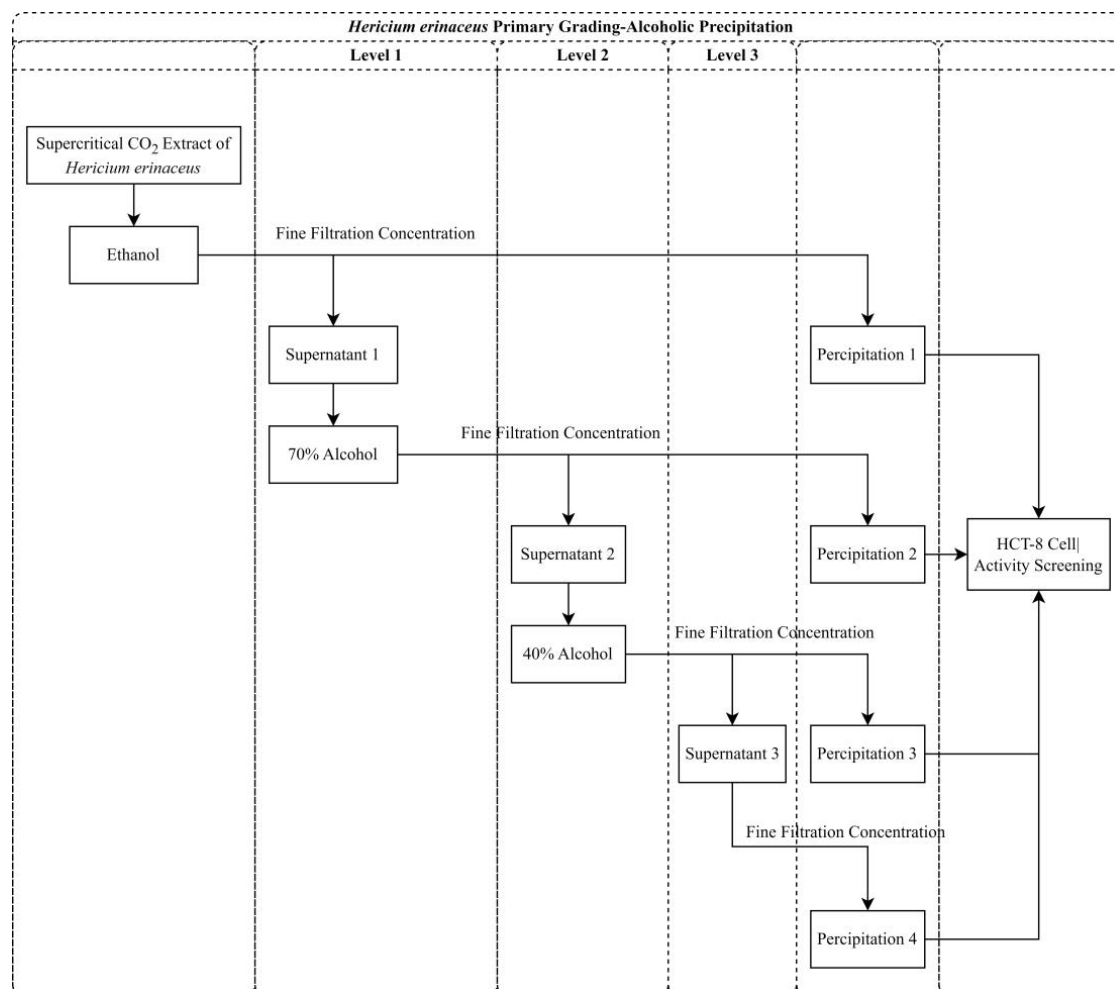 Hericium erinaceus Primary Grading-Alcoholic Precipitation
Level 1
Level 2
Level 3
Supercritical CO2 Extract of
Hericium erinaceus
Ethanol
Fine Filtration Concentration
Supernatant 1
Percipitation 1
70% Alcohol
Fine Filtration Concentration
Supernatant 2
Percipitation 2
HCT-8 Cell|
Activity Screening
40% Alcohol
Fine Filtration Concentration
Supernatant 3
Percipitation 3
Fine Filtration Concentration
Percipitation 4